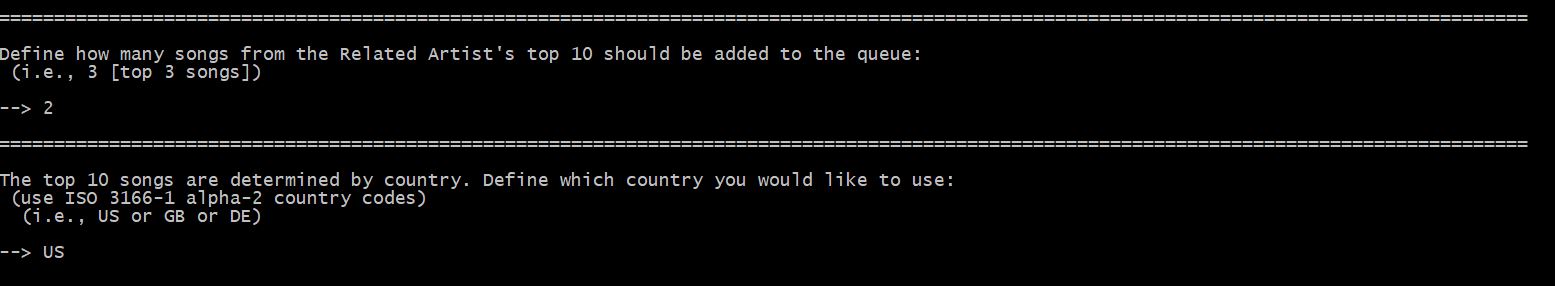 ================================================================================================================================================
Define how many songs from the Related Artist's top 10 should be added to the queue:
 (i.e., 3 [top 3 songs])
--> 2
================================================================================================================================================
The top 10 songs are determined by country. Define which country you would like to use:
 (use ISO 3166-1 alpha-2 country codes)
  (i.e., US or GB or DE)
--> US